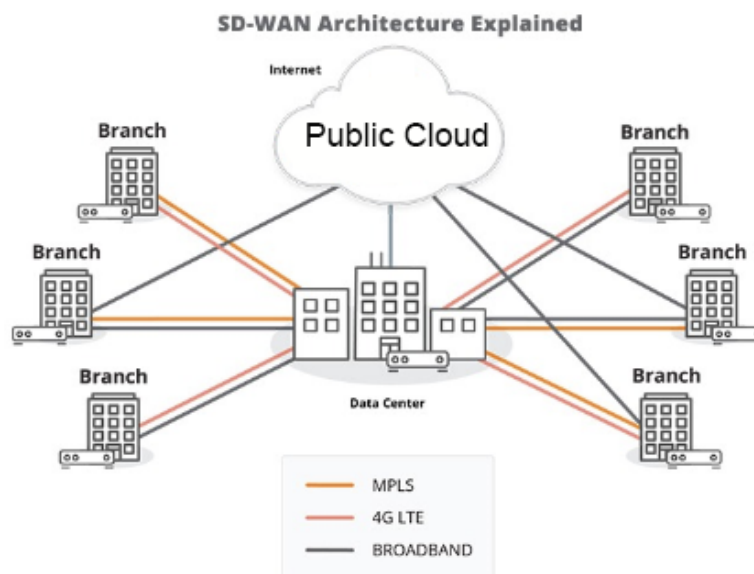 SD-WAN Architecture Explained
Internet
Public Cloud
Branch
Branch
Branch
Branch
Branch
Branch
Data Center
MPLS
4G LTE
BROADBAND